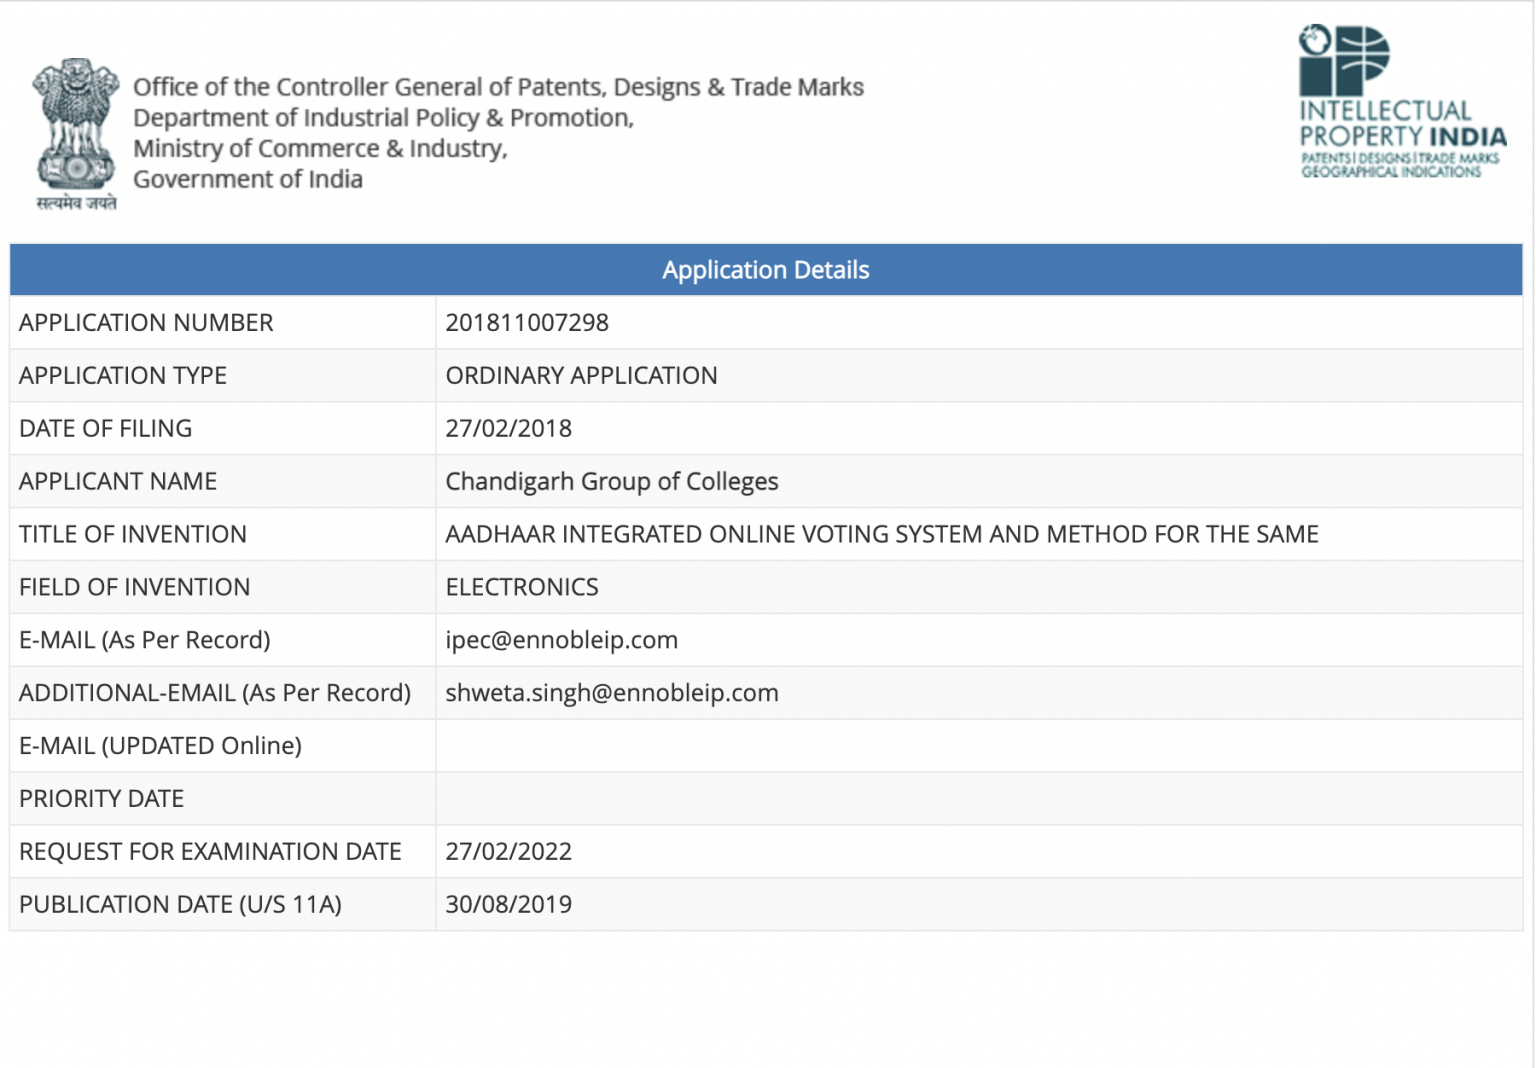 Office of the Controller General of Patents, Designs & Trade Marks
Department of Industrial Policy & Promotion,
Ministry of Commerce & Industry,
Government of India
सत्यमेव जयते
INTELLECTUAL
PROPERTY INDIA
PATENTS | DESIGNS | TRADE MARKS
GEOGRAPHICAL INDICATIONS
Application Details
APPLICATION NUMBER 201811007298
APPLICATION TYPE ORDINARY APPLICATION
DATE OF FILING 27/02/2018
APPLICANT NAME Chandigarh Group of Colleges
TITLE OF INVENTION AADHAAR INTEGRATED ONLINE VOTING SYSTEM AND METHOD FOR THE SAME
FIELD OF INVENTION ELECTRONICS
E-MAIL (As Per Record) ipec@ennobleip.com
ADDITIONAL-EMAIL (As Per Record) shweta.singh@ennobleip.com
E-MAIL (UPDATED Online)
PRIORITY DATE
REQUEST FOR EXAMINATION DATE 27/02/2022
PUBLICATION DATE (U/S 11A) 30/08/2019